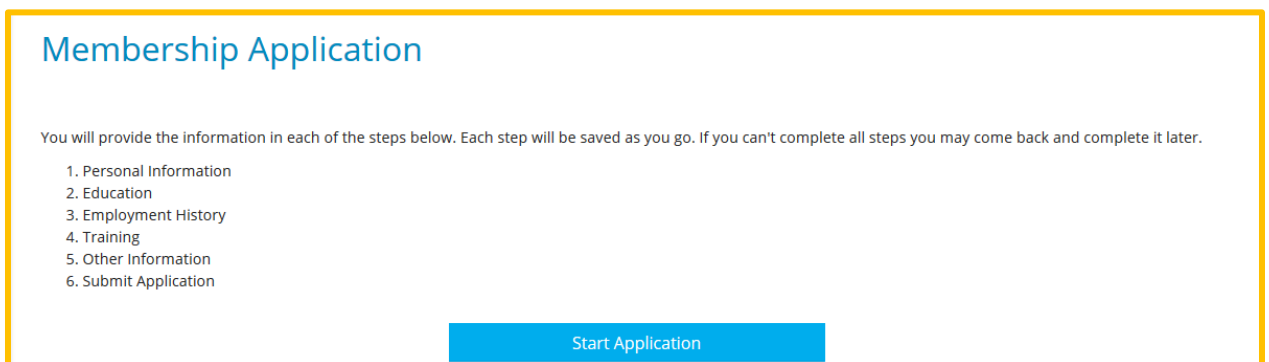 Membership Application
You will provide the information in each of the steps below. Each step will be saved as you go. If you can't complete all steps you may come back and complete it later.
1. Personal Information
2. Education
3. Employment History
4. Training
5. Other Information
6. Submit Application
Start Application